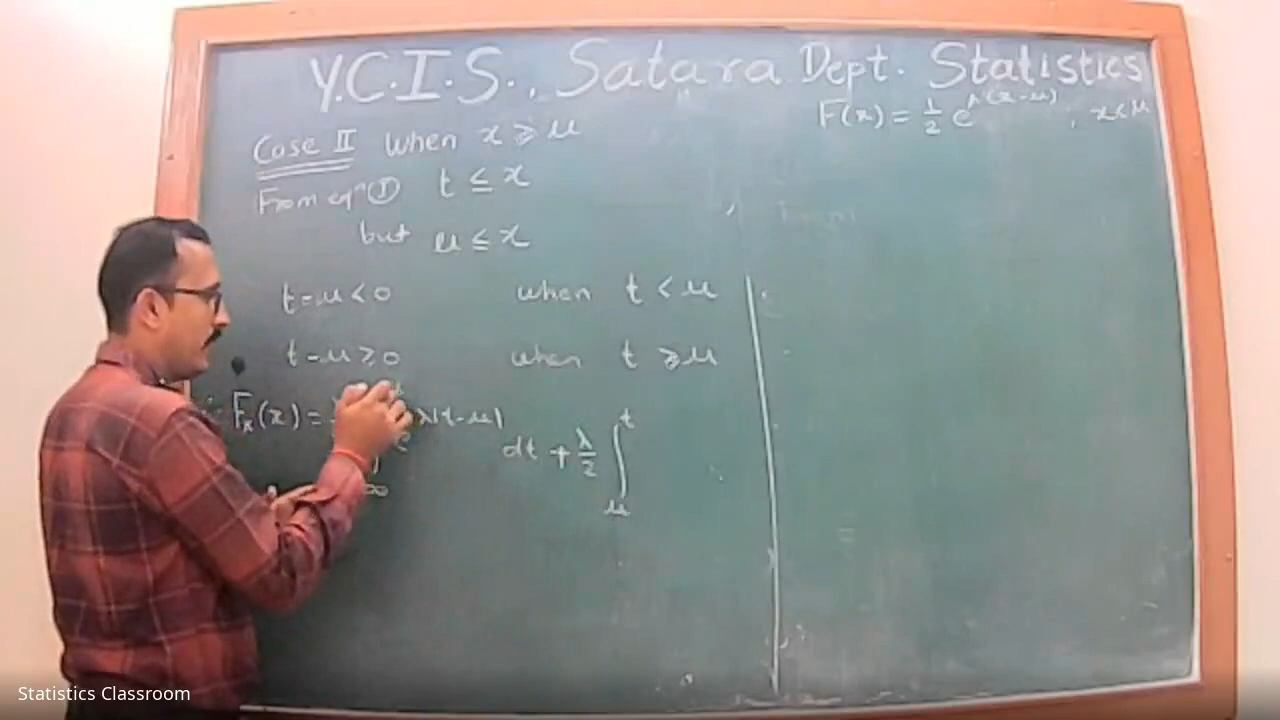 Y.C.I.S., Satara Dept. Statistics
F(x) = 1/2 e^λ(x-μ) ; x<μ
Case II when x ≥ μ
From eqⁿ ① t ≤ x
but μ ≤ x
t-μ < 0 when t < μ
t-μ ≥ 0 when t ≥ μ
∴ Fx(x) = e λ(t-μ) dt + λ/2 ∫ t μ
∞
Statistics Classroom